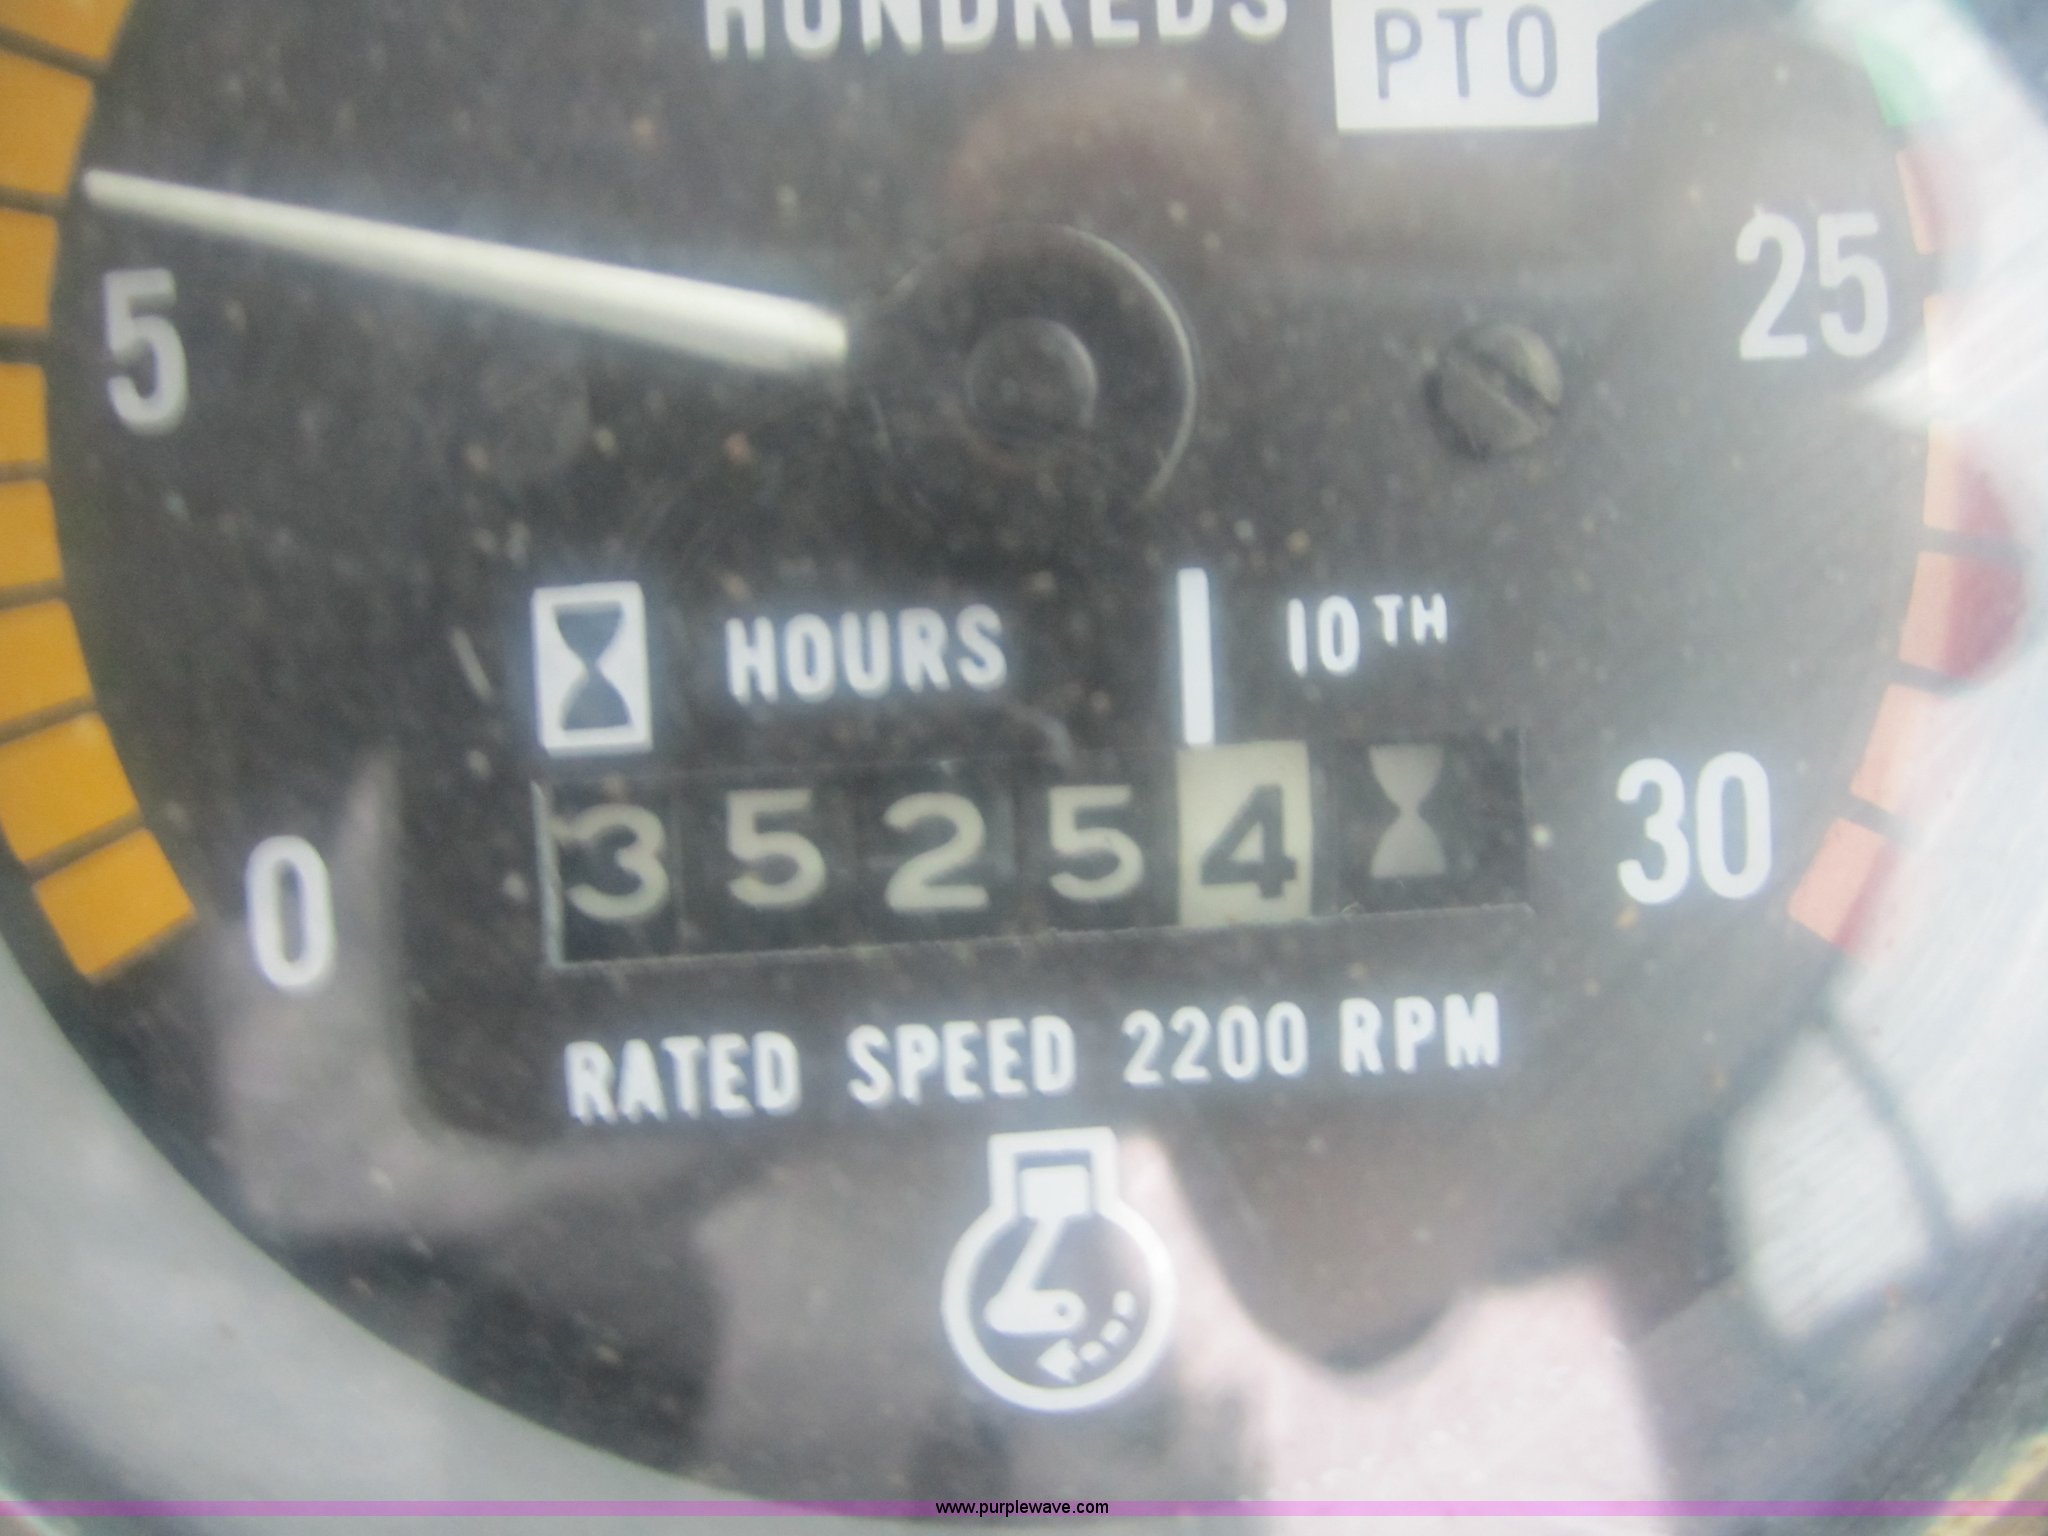 HUNDREDS
PTO
5
25
HOURS
10TH
35254
0
30
RATED SPEED 2200 RPM
www.purplewave.com